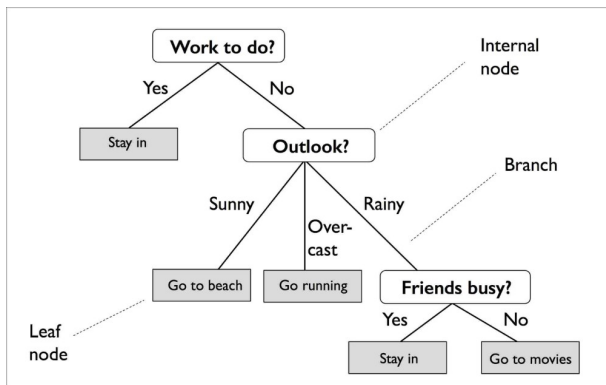 Work to do?
Internal
node
Yes
No
Stay in
Outlook?
Branch
Sunny
Over-
cast
Rainy
Go to beach
Go running
Friends busy?
Leaf
node
Yes
No
Stay in
Go to movies